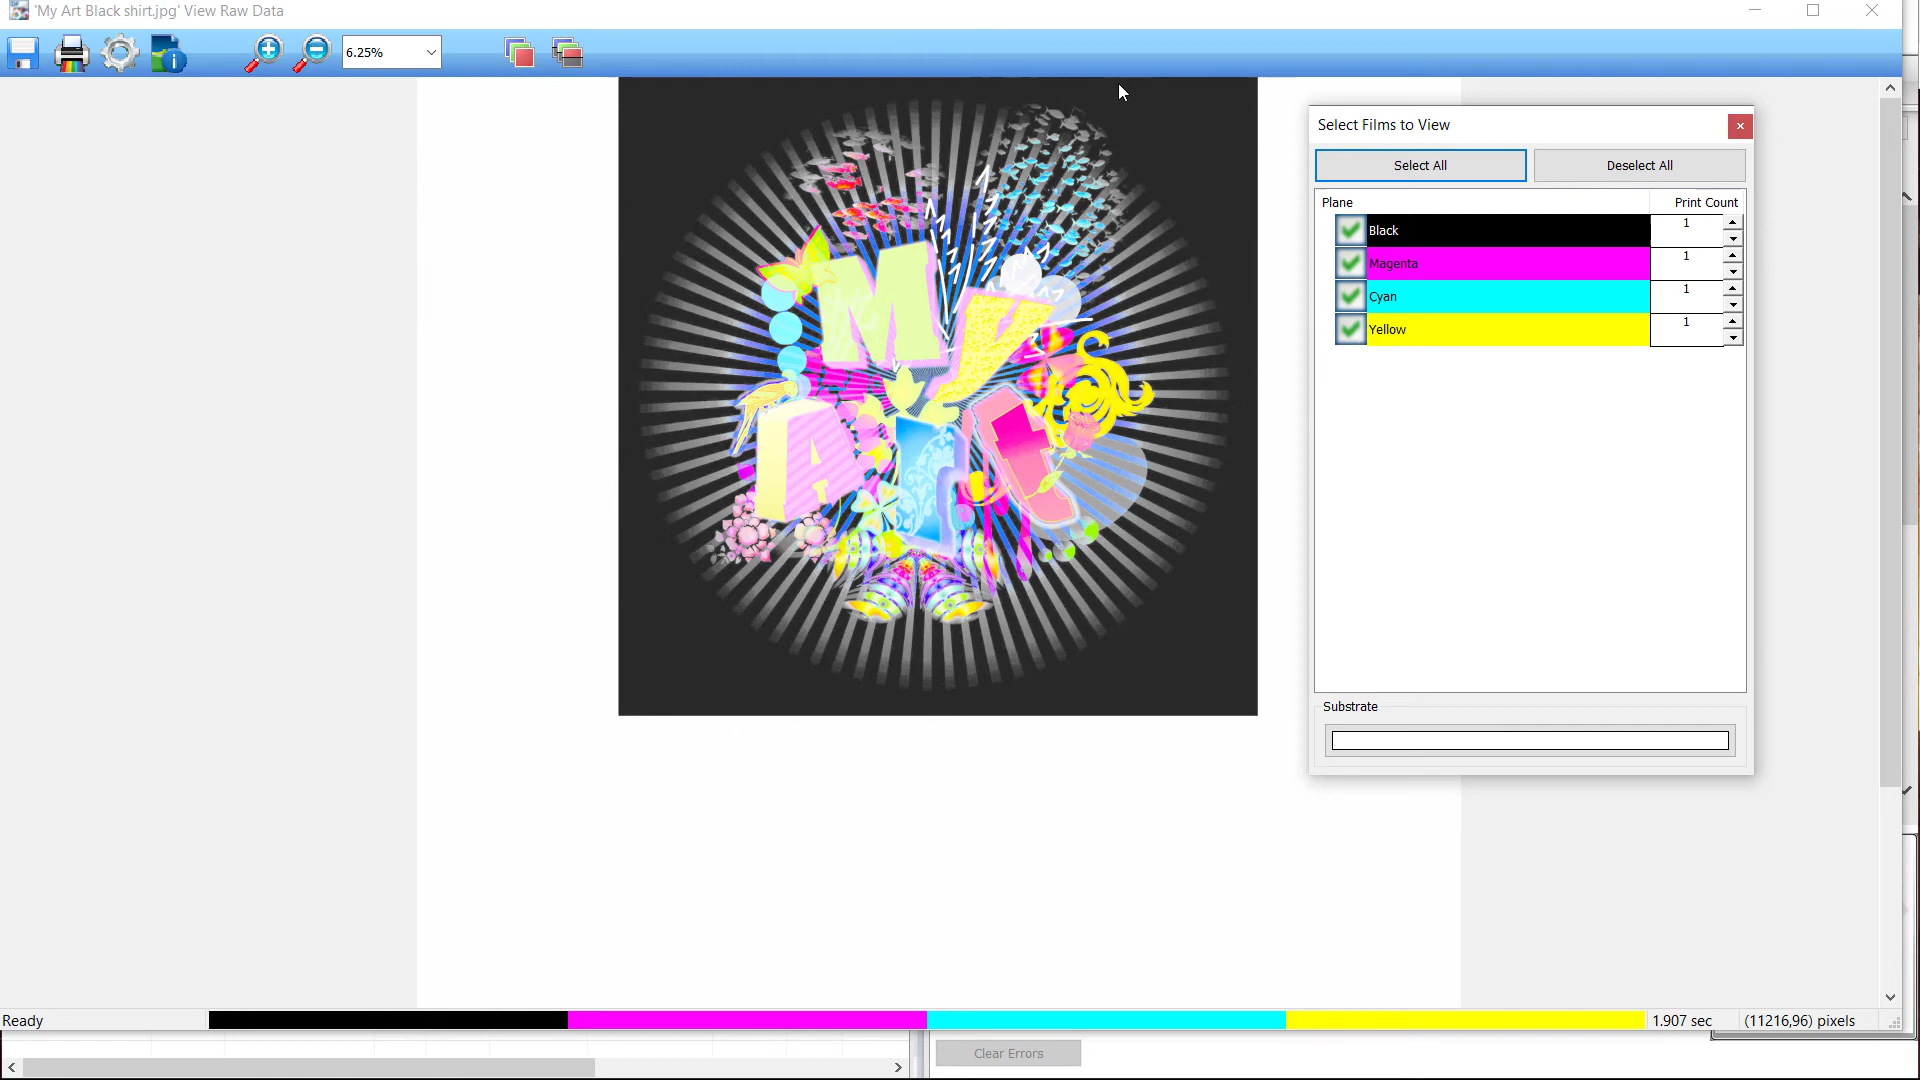 'My Art Black shirt.jpg' View Raw Data
6.25%
Select Films to View
Select All
Deselect All
Plane
Print Count
Black
1
Magenta
1
Cyan
1
Yellow
1
My
Art
Substrate
Ready
1.907 sec
(11216,96) pixels
Clear Errors